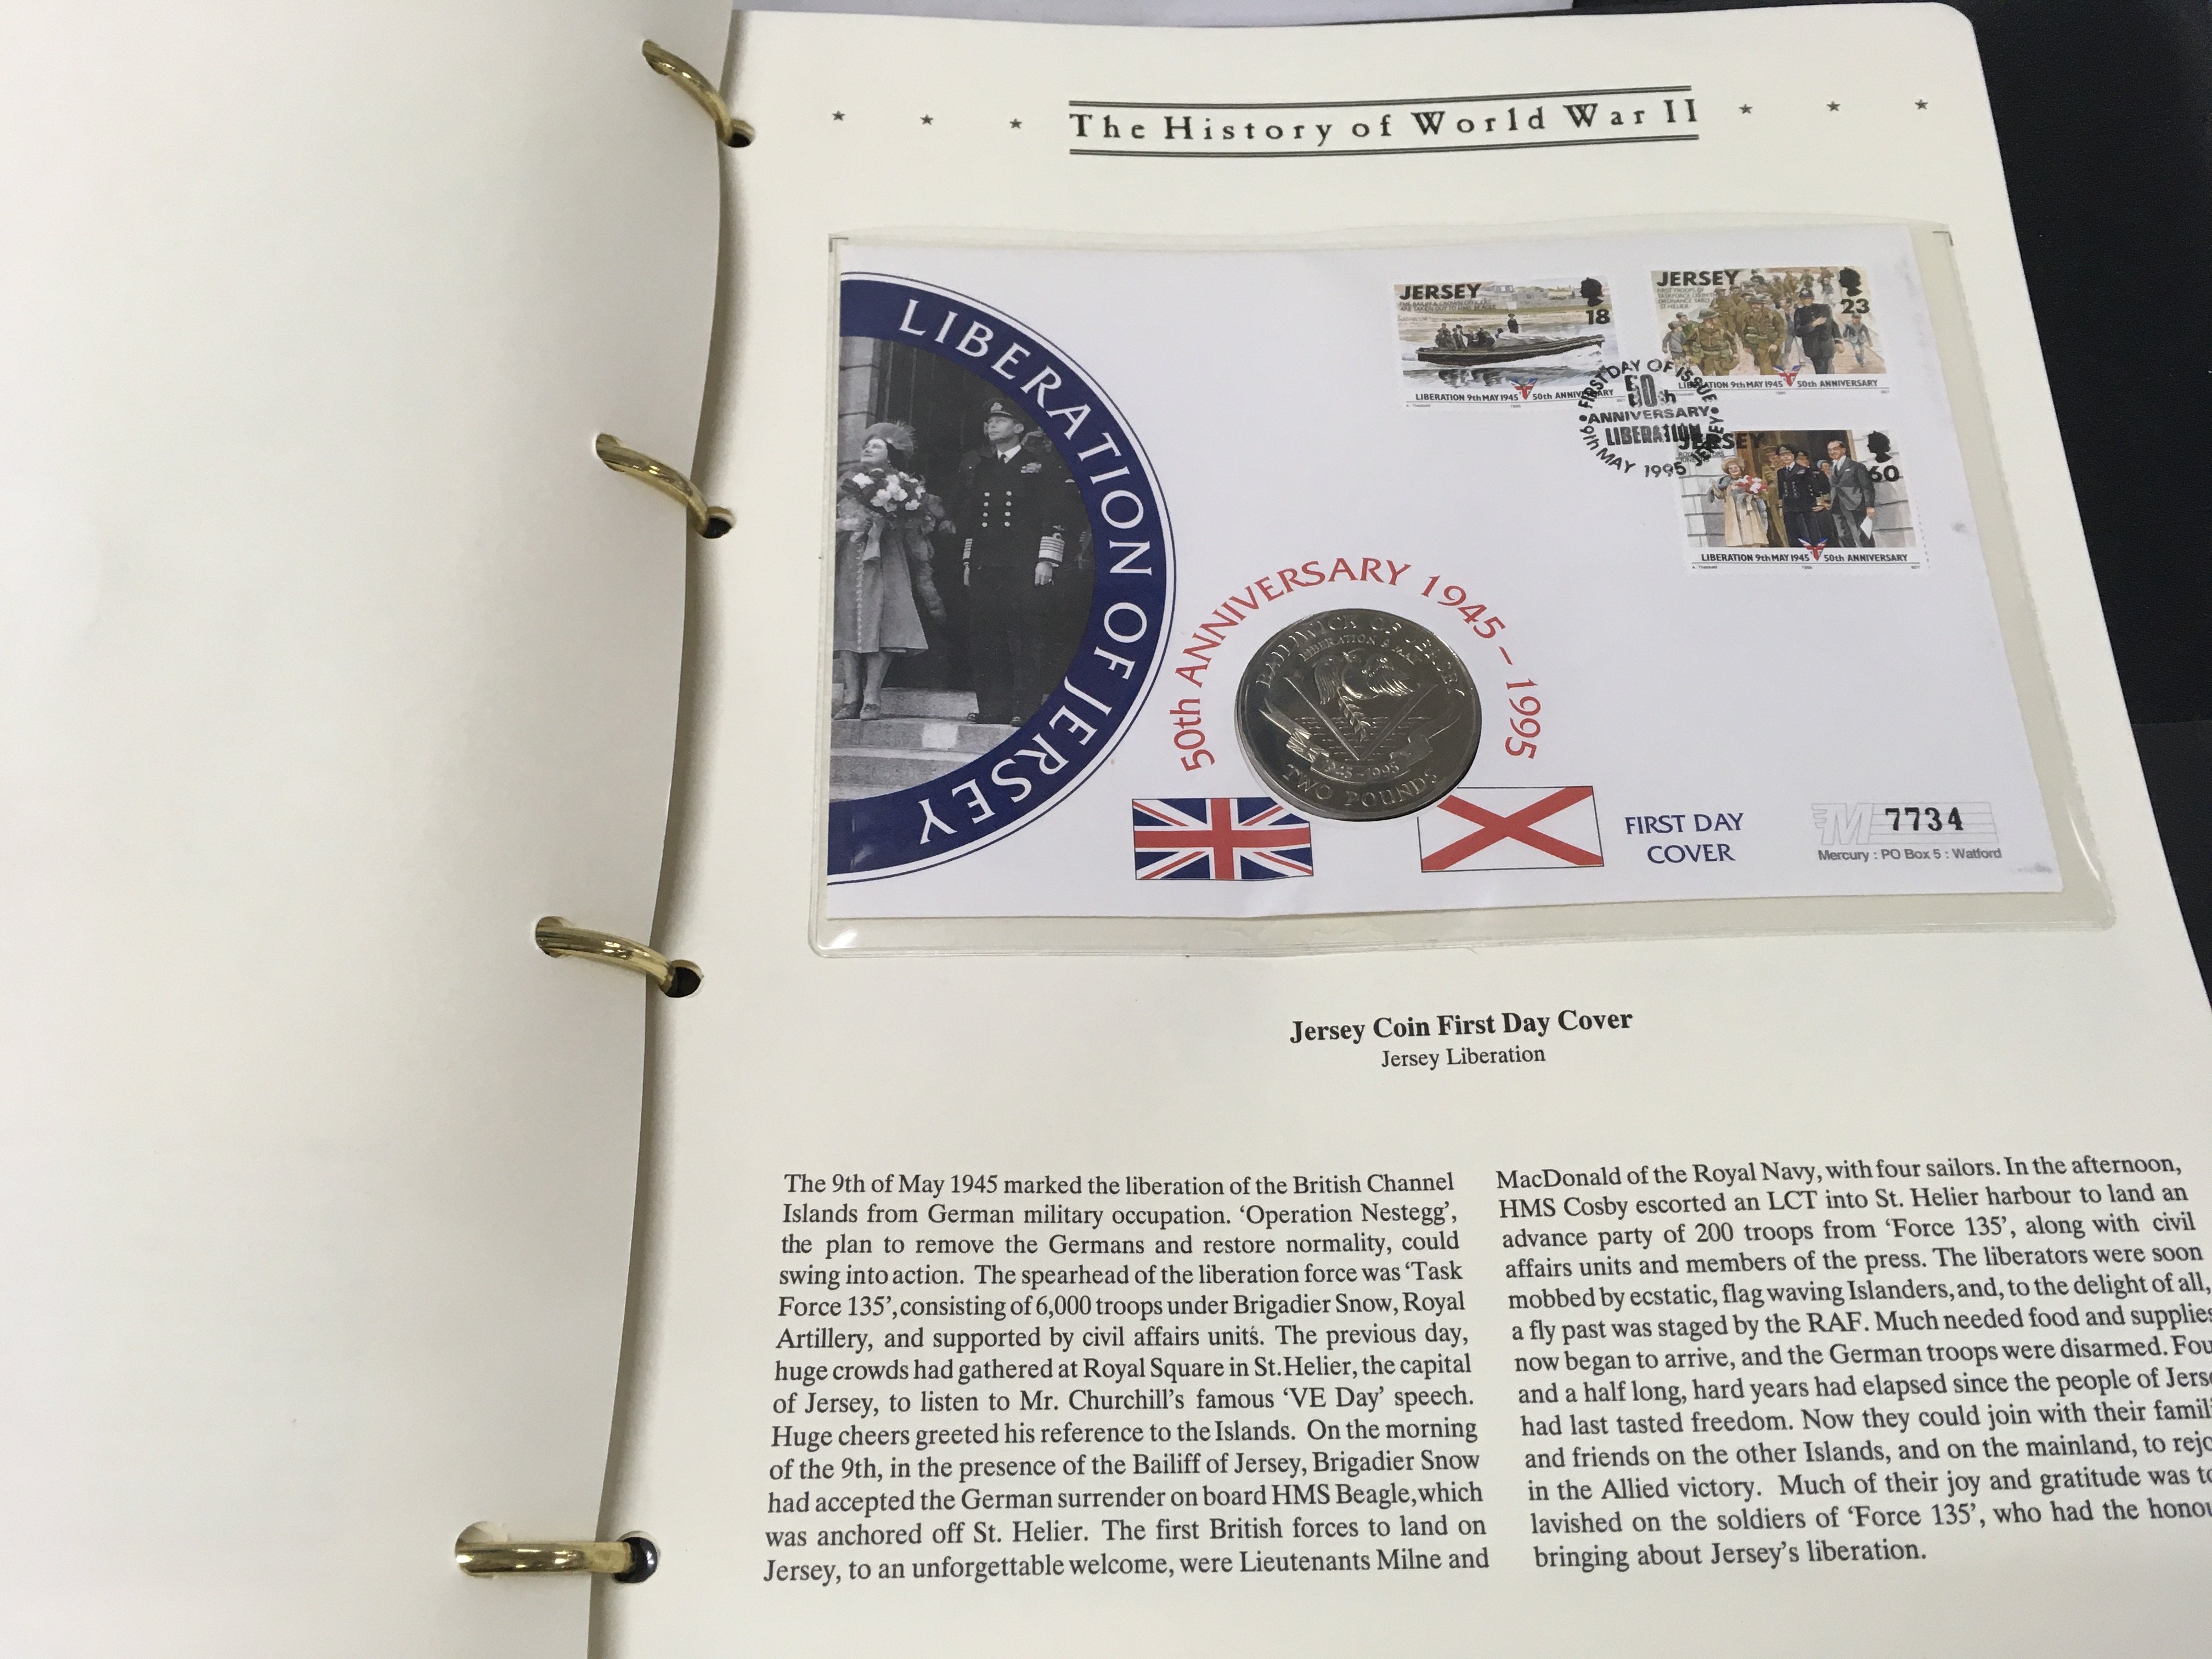 The History of World War II
LIBERATION OF JERSEY
JERSEY
18
LIBERATION 9th MAY 1945 50th ANNIVERSARY
JERSEY
23
LIBERATION 9th MAY 1945 50th ANNIVERSARY
FIRST DAY OF ISSUE
50th
ANNIVERSARY
LIBERATION
9th MAY 1995 JERSEY
JERSEY
60
LIBERATION 9th MAY 1945 50th ANNIVERSARY
50th ANNIVERSARY 1945 – 1995
BAILIWICK OF JERSEY
LIBERATION 9 MAY
1945-1995
TWO POUNDS
FIRST DAY
COVER
M 7734
Mercury : PO Box 5 : Watford
Jersey Coin First Day Cover
Jersey Liberation
The 9th of May 1945 marked the liberation of the British Channel
Islands from German military occupation. ‘Operation Nestegg’,
the plan to remove the Germans and restore normality, could
swing into action. The spearhead of the liberation force was ‘Task
Force 135’, consisting of 6,000 troops under Brigadier Snow, Royal
Artillery, and supported by civil affairs units. The previous day,
huge crowds had gathered at Royal Square in St.Helier, the capital
of Jersey, to listen to Mr. Churchill’s famous ‘VE Day’ speech.
Huge cheers greeted his reference to the Islands. On the morning
of the 9th, in the presence of the Bailiff of Jersey, Brigadier Snow
had accepted the German surrender on board HMS Beagle, which
was anchored off St. Helier. The first British forces to land on
Jersey, to an unforgettable welcome, were Lieutenants Milne and
MacDonald of the Royal Navy, with four sailors. In the afternoon,
HMS Cosby escorted an LCT into St. Helier harbour to land an
advance party of 200 troops from ‘Force 135’, along with civil
affairs units and members of the press. The liberators were soon
mobbed by ecstatic, flag waving Islanders, and, to the delight of all,
a fly past was staged by the RAF. Much needed food and supplies
now began to arrive, and the German troops were disarmed. Fou
and a half long, hard years had elapsed since the people of Jerse
had last tasted freedom. Now they could join with their famili
and friends on the other Islands, and on the mainland, to rejo
in the Allied victory. Much of their joy and gratitude was to
lavished on the soldiers of ‘Force 135’, who had the honou
bringing about Jersey’s liberation.